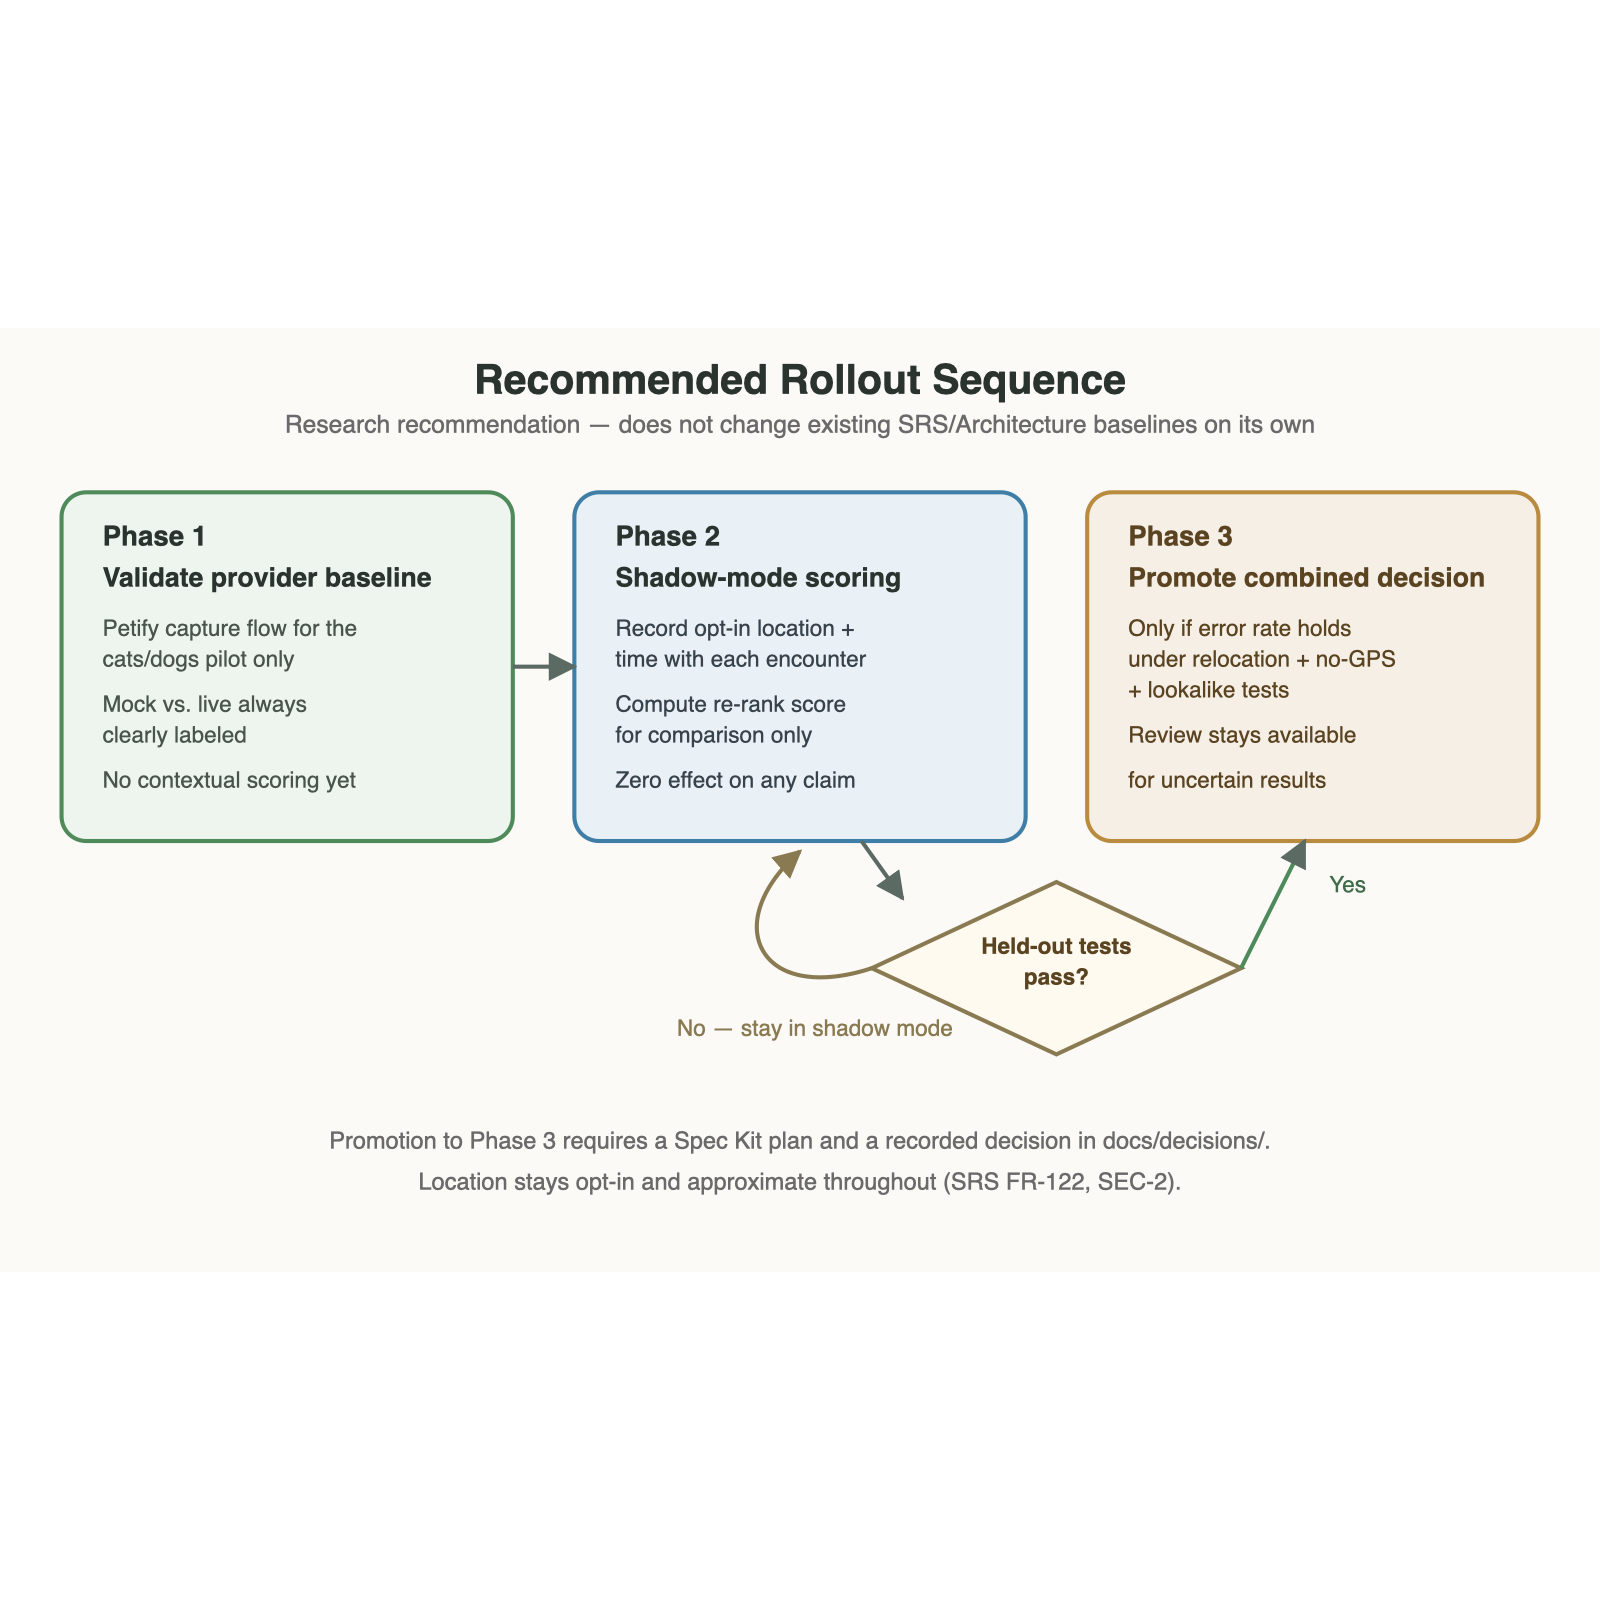 Recommended Rollout Sequence
Research recommendation — does not change existing SRS/Architecture baselines on its own
Phase 1
Validate provider baseline
Petify capture flow for the
cats/dogs pilot only
Mock vs. live always
clearly labeled
No contextual scoring yet
Phase 2
Shadow-mode scoring
Record opt-in location +
time with each encounter
Compute re-rank score
for comparison only
Zero effect on any claim
Phase 3
Promote combined decision
Only if error rate holds
under relocation + no-GPS
+ lookalike tests
Review stays available
for uncertain results
Yes
Held-out tests
pass?
No — stay in shadow mode
Promotion to Phase 3 requires a Spec Kit plan and a recorded decision in docs/decisions/.
Location stays opt-in and approximate throughout (SRS FR-122, SEC-2).